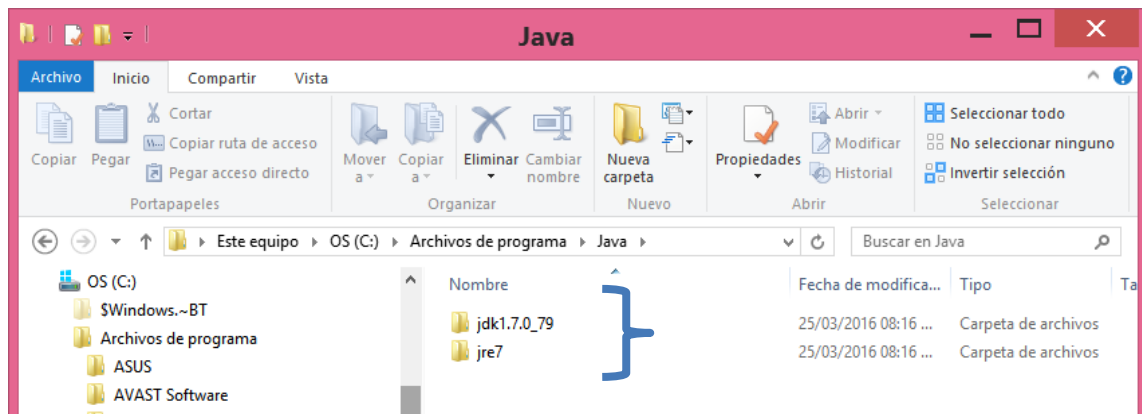 Java
Archivo Inicio Compartir Vista
Copiar
Pegar
Cortar
Copiar ruta de acceso
Pegar acceso directo
Portapapeles
Mover a
Copiar a
Eliminar
Cambiar nombre
Organizar
Nueva carpeta
Nuevo
Propiedades
Abrir
Modificar
Historial
Abrir
Seleccionar todo
No seleccionar ninguno
Invertir selección
Seleccionar
Este equipo OS (C:) Archivos de programa Java
Buscar en Java
OS (C:)
$Windows.~BT
Archivos de programa
ASUS
AVAST Software
Nombre Fecha de modifica... Tipo Ta
jdk1.7.0_79 25/03/2016 08:16 ... Carpeta de archivos
jre7 25/03/2016 08:16 ... Carpeta de archivos